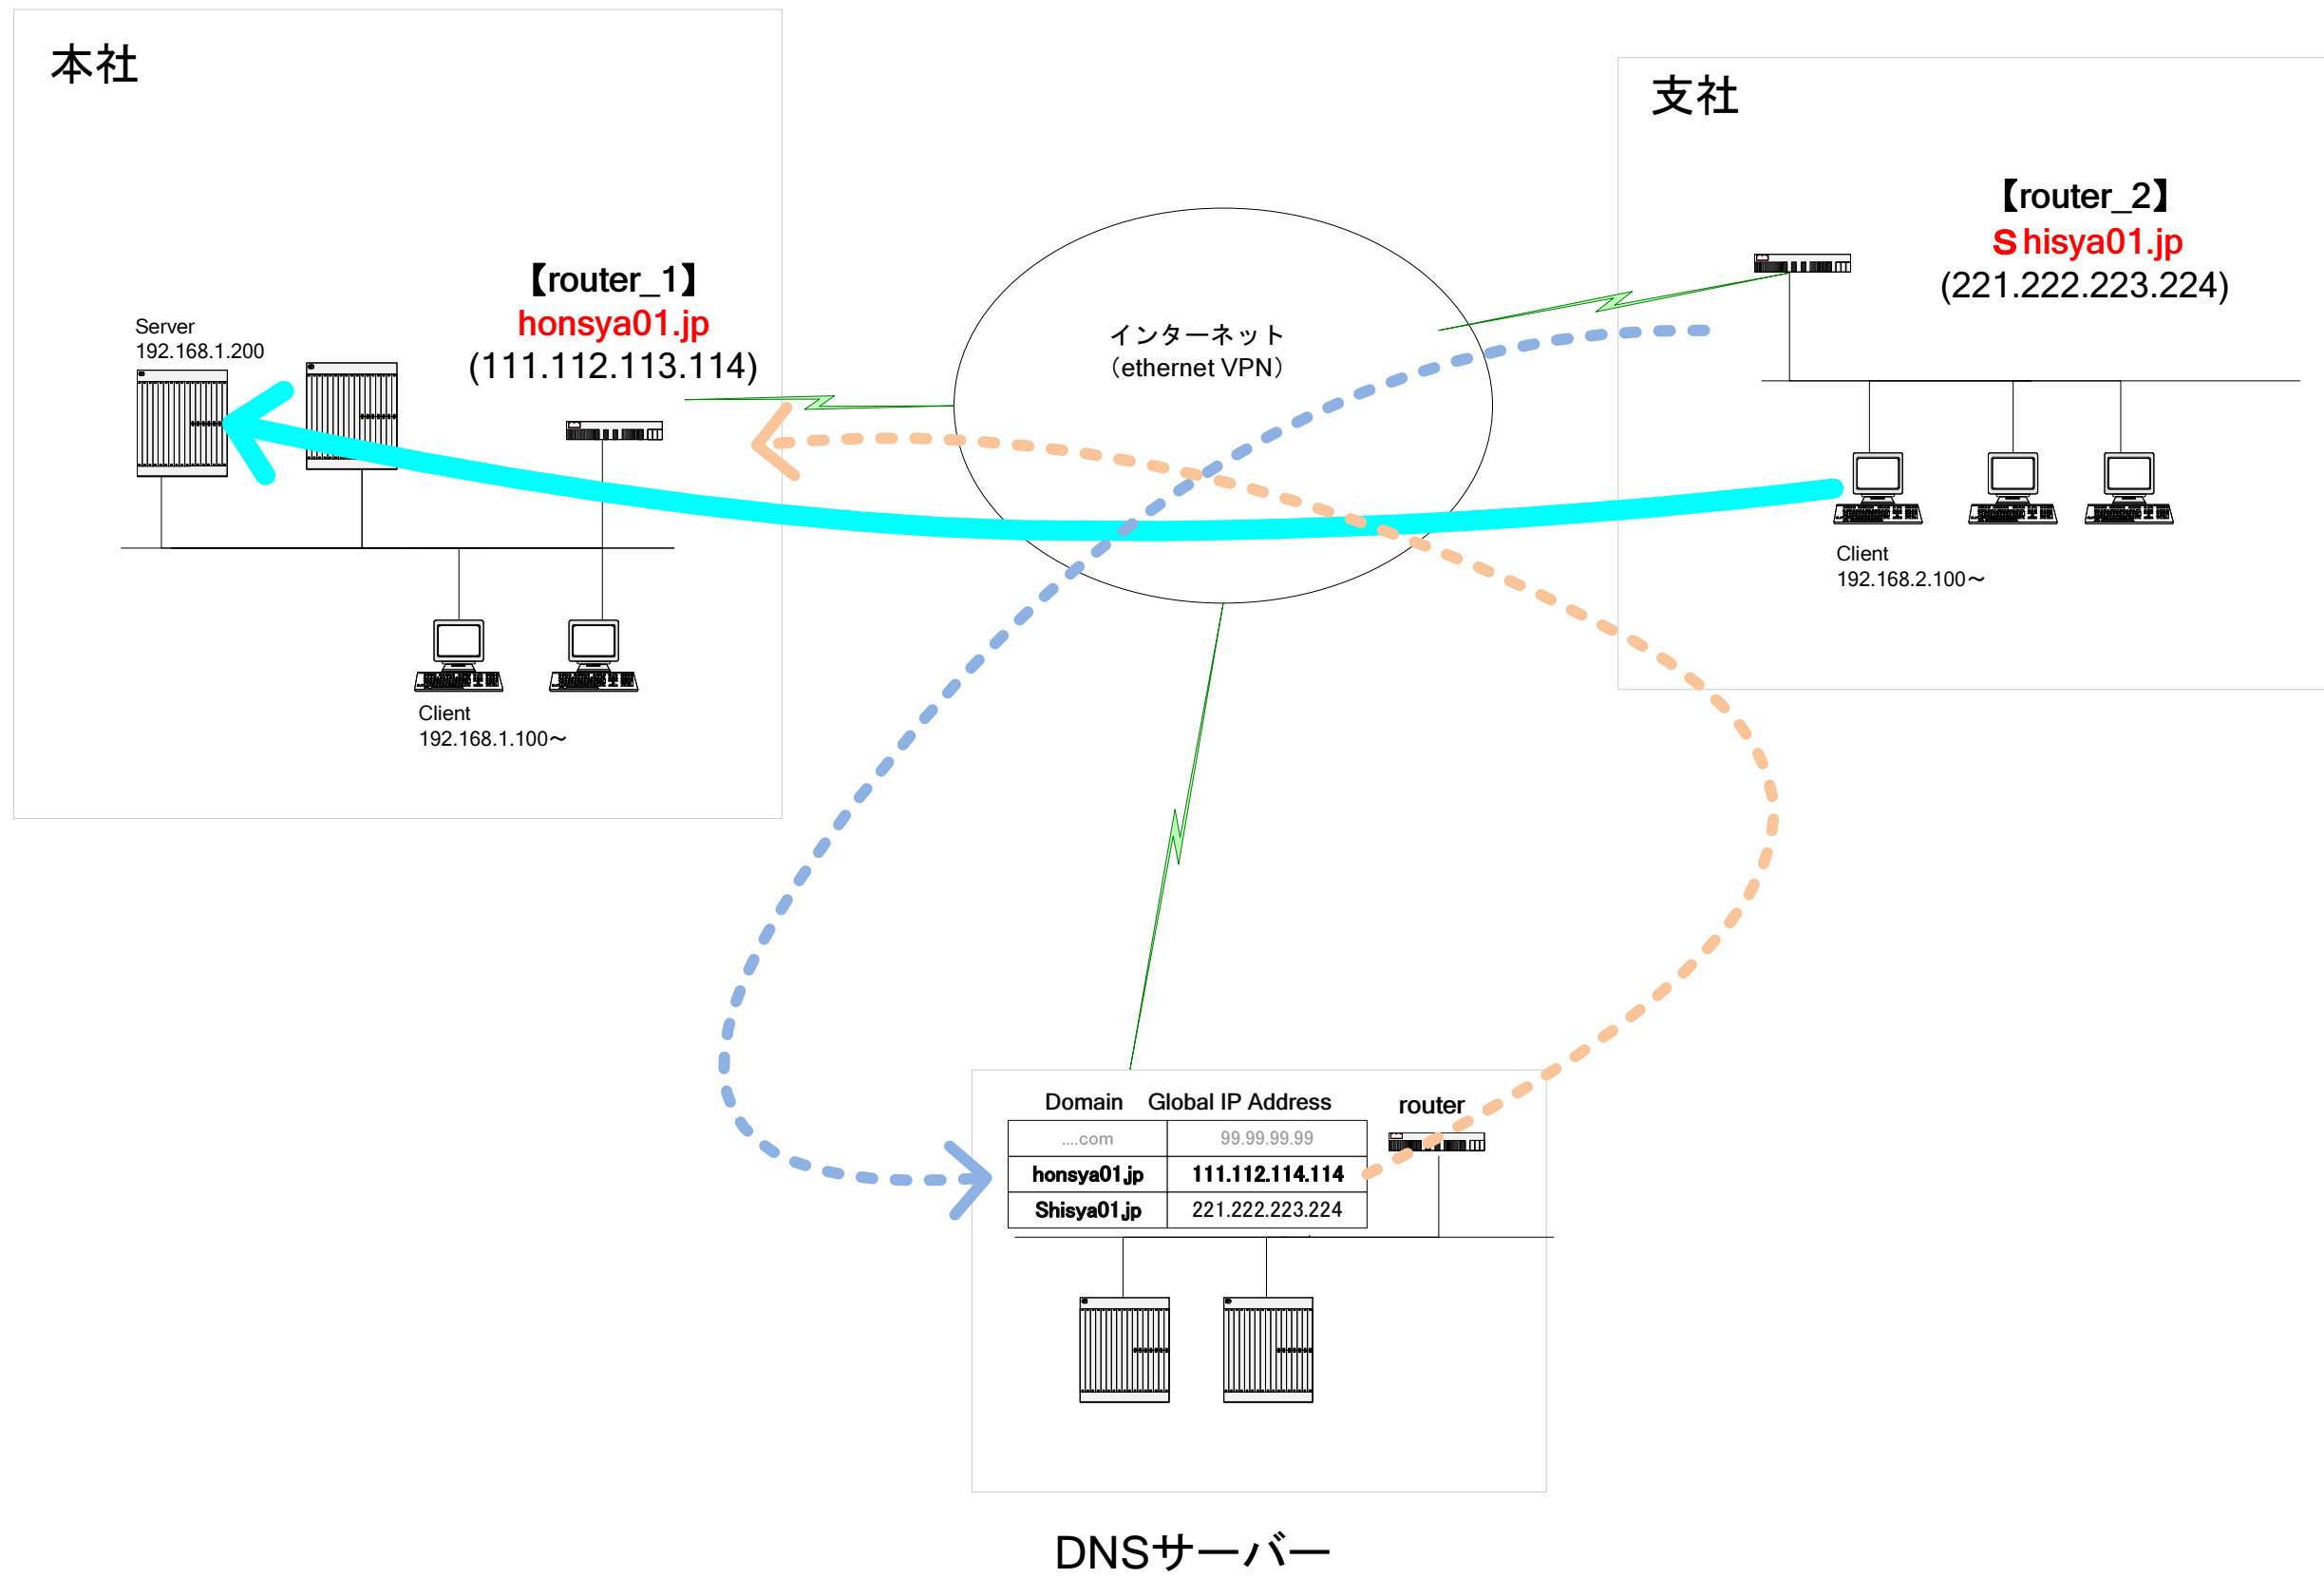 本社
支社
【router_2】
Shisya01.jp
(221.222.223.224)
【router_1】
honsya01.jp
(111.112.113.114)
Server
192.168.1.200
インターネット
（ethernet VPN）
Client
192.168.2.100～
Client
192.168.1.100～
Domain Global IP Address
router
....com 99.99.99.99
honsya01.jp 111.112.114.114
Shisya01.jp 221.222.223.224
DNSサーバー